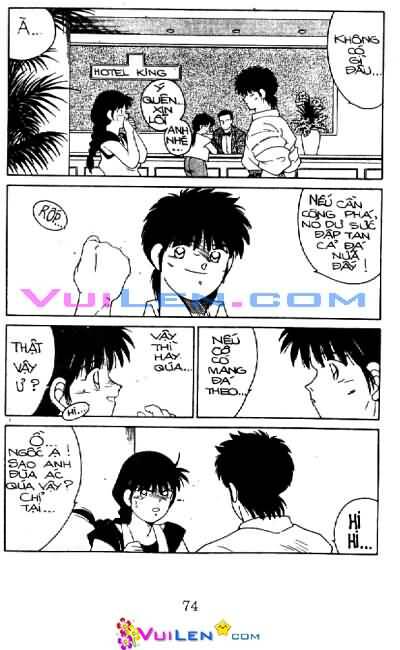 À...
KHÔNG
CÓ
GÌ
ĐÂU...
HOTEL KING
Ý
QUÊN..
XIN
LỖI
ANH
NHÉ...
RỐP...
NẾU CẦN
CÔNG PHÁ,
NO DƯ SỨC
ĐẬP TAN
CẢ ĐÁ
NỮA
ĐẤY!
VUILEN.COM
THẬT
VẬY
Ư?
HI...
VẬY
THÌ
HAY
QUÁ...
NẾU
CÔ
CÓ
MANG
ĐÁ
THEO...
Ồ...
NGỐC Ạ!
SAO ANH
ĐÙA ÁC
QUÁ VẬY?
CHỈ
TẠI...
HI
HI...
74
VUILEN.COM